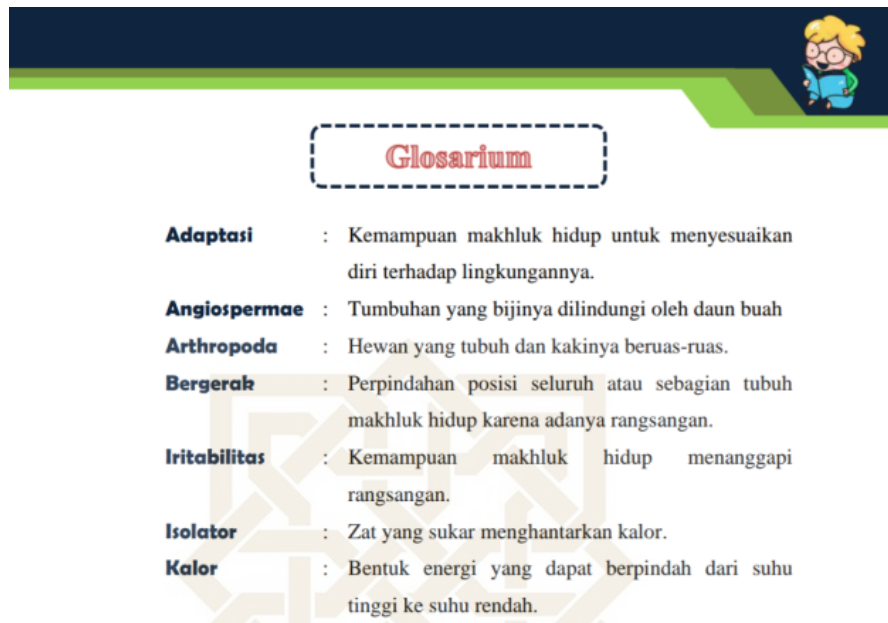 Glosarium
Adaptasi : Kemampuan makhluk hidup untuk menyesuaikan
diri terhadap lingkungannya.
Angiospermae : Tumbuhan yang bijinya dilindungi oleh daun buah
Arthropoda : Hewan yang tubuh dan kakinya beruas-ruas.
Bergerak : Perpindahan posisi seluruh atau sebagian tubuh
makhluk hidup karena adanya rangsangan.
Iritabilitas : Kemampuan makhluk hidup menanggapi
rangsangan.
Isolator : Zat yang sukar menghantarkan kalor.
Kalor : Bentuk energi yang dapat berpindah dari suhu
tinggi ke suhu rendah.